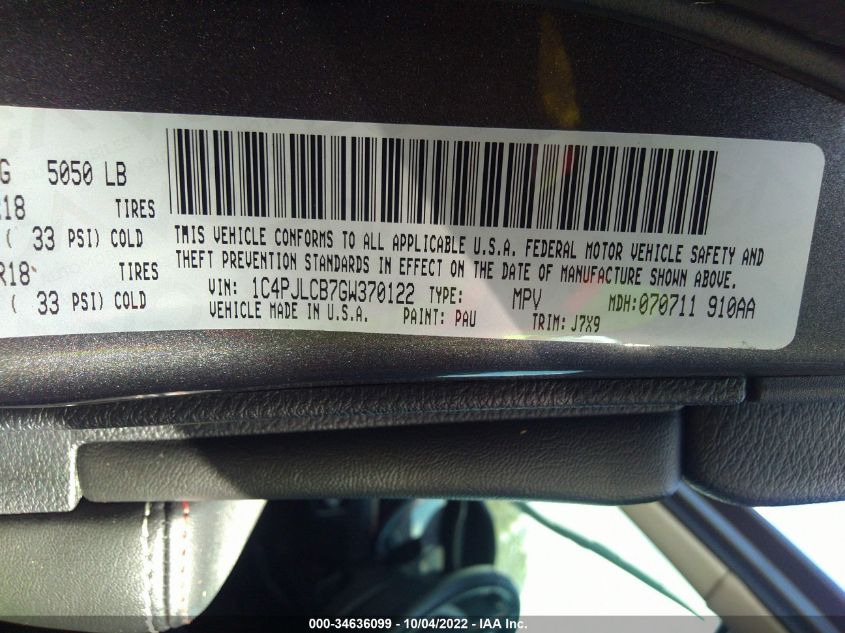 G 5050 LB
R18 TIRES
( 33 PSI) COLD
R18 TIRES
( 33 PSI) COLD
THIS VEHICLE CONFORMS TO ALL APPLICABLE U.S.A. FEDERAL MOTOR VEHICLE SAFETY AND
THEFT PREVENTION STANDARDS IN EFFECT ON THE DATE OF MANUFACTURE SHOWN ABOVE.
VIN: 1C4PJLCB7GW370122 TYPE: MPV MDH:070711 910AA
VEHICLE MADE IN U.S.A. PAINT: PAU TRIM: J7X9
000-34636099 - 10/04/2022 - IAA Inc.